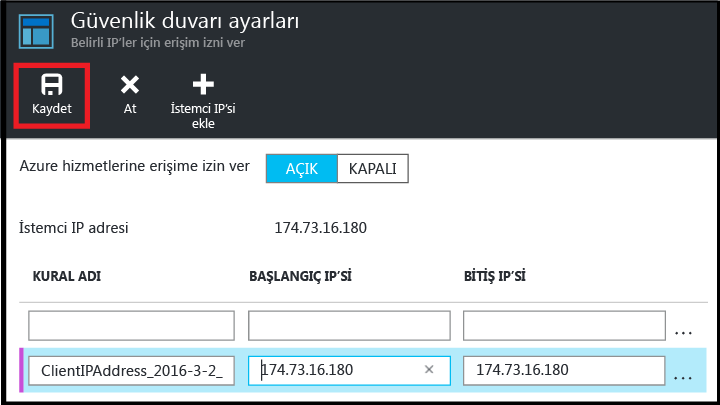 Güvenlik duvarı ayarları
Belirli IP'ler için erişim izni ver
Kaydet
At
İstemci IP'si
ekle
Azure hizmetlerine erişime izin ver
AÇIK
KAPALI
İstemci IP adresi
174.73.16.180
KURAL ADI
BAŞLANGIÇ IP'Sİ
BİTİŞ IP'Sİ
...
ClientIPAddress_2016-3-2_
174.73.16.180
174.73.16.180
...